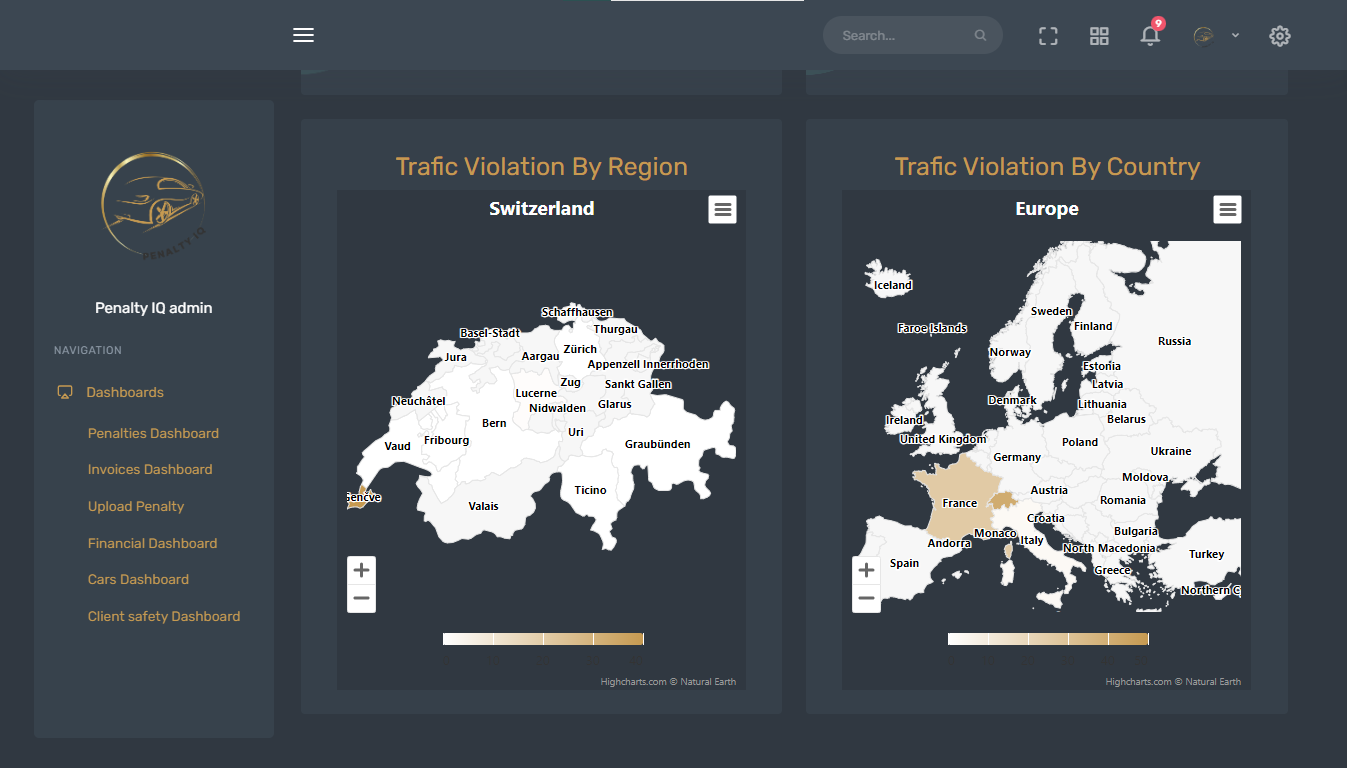 Search...
9
PENALTY IQ
Penalty IQ admin
NAVIGATION
Dashboards
Penalties Dashboard
Invoices Dashboard
Upload Penalty
Financial Dashboard
Cars Dashboard
Client safety Dashboard
Trafic Violation By Region
Switzerland
Schaffhausen
Basel-Stadt
Thurgau
Jura
Aargau
Zürich
Appenzell Innerrhoden
Zug
Sankt Gallen
Lucerne
Neuchâtel
Nidwalden
Glarus
Bern
Uri
Fribourg
Vaud
Graubünden
Genève
Ticino
Valais
+
−
Highcharts.com © Natural Earth
Trafic Violation By Country
Europe
Iceland
Faroe Islands
Sweden
Finland
Russia
Norway
Estonia
Latvia
Denmark
Lithuania
Ireland
Belarus
United Kingdom
Poland
Germany
Ukraine
Moldova
Austria
France
Romania
Croatia
Monaco
Italy
Bulgaria
Andorra
North Macedonia
Spain
Turkey
Greece
Northern C
+
−
Highcharts.com © Natural Earth